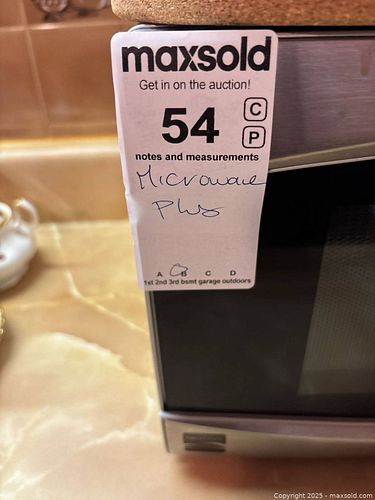 maxsold
Get in on the auction!
54
C
P
notes and measurements
Microwave
Plus
A B C D
1st 2nd 3rd bsmt garage outdoors
Copyright 2025 - maxsold.com